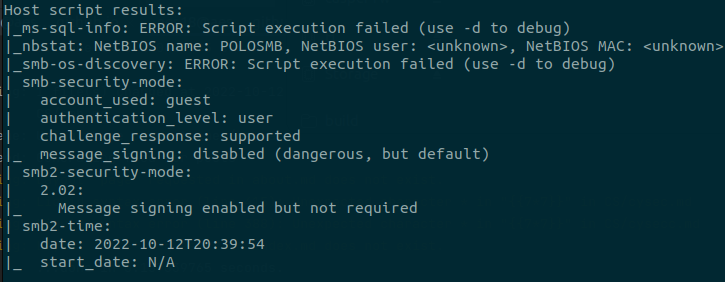 Host script results:
|_ms-sql-info: ERROR: Script execution failed (use -d to debug)
|_nbstat: NetBIOS name: POLOSMB, NetBIOS user: <unknown>, NetBIOS MAC: <unknown>
|_smb-os-discovery: ERROR: Script execution failed (use -d to debug)
| smb-security-mode:
|   account_used: guest
|   authentication_level: user
|   challenge_response: supported
|_  message_signing: disabled (dangerous, but default)
| smb2-security-mode:
|   2.02:
|_    Message signing enabled but not required
| smb2-time:
|   date: 2022-10-12T20:39:54
|_  start_date: N/A